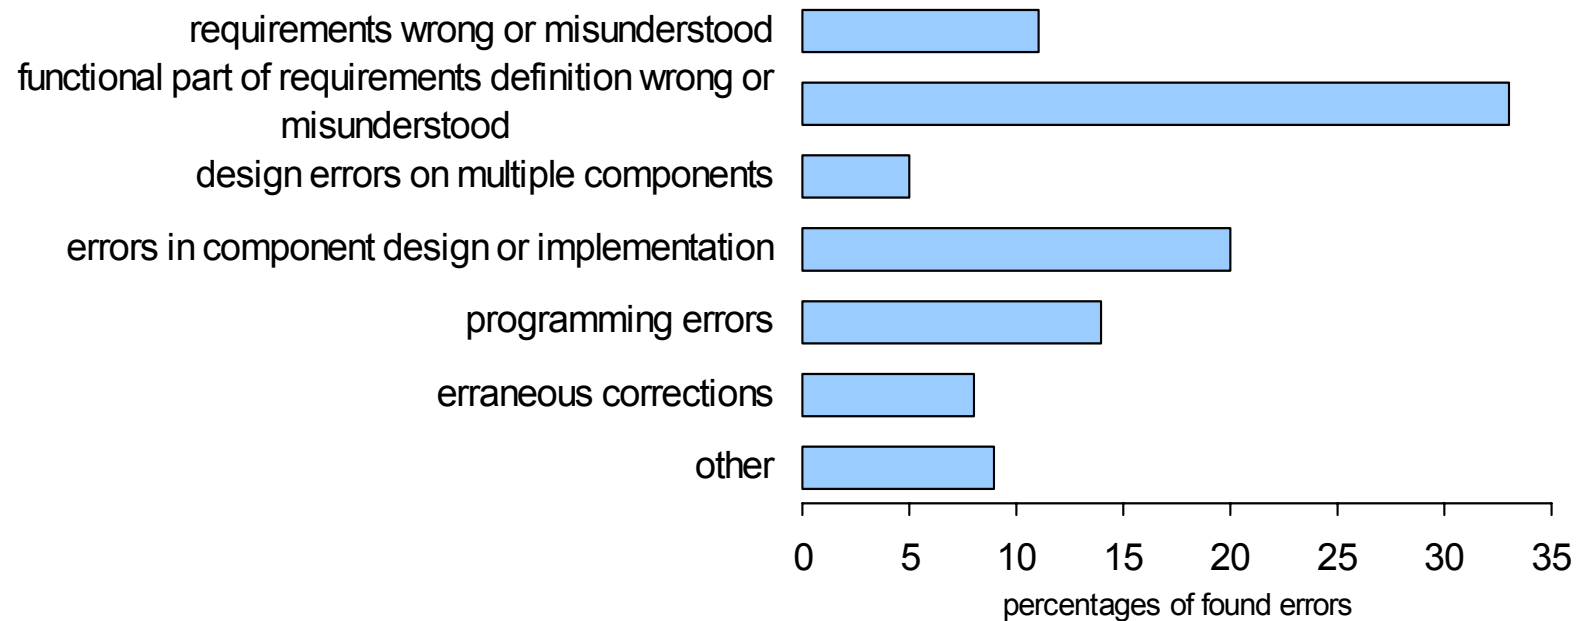 requirements wrong or misunderstood
functional part of requirements definition wrong or
misunderstood
design errors on multiple components
errors in component design or implementation
programming errors
erraneous corrections
other
0 5 10 15 20 25 30 35
percentages of found errors